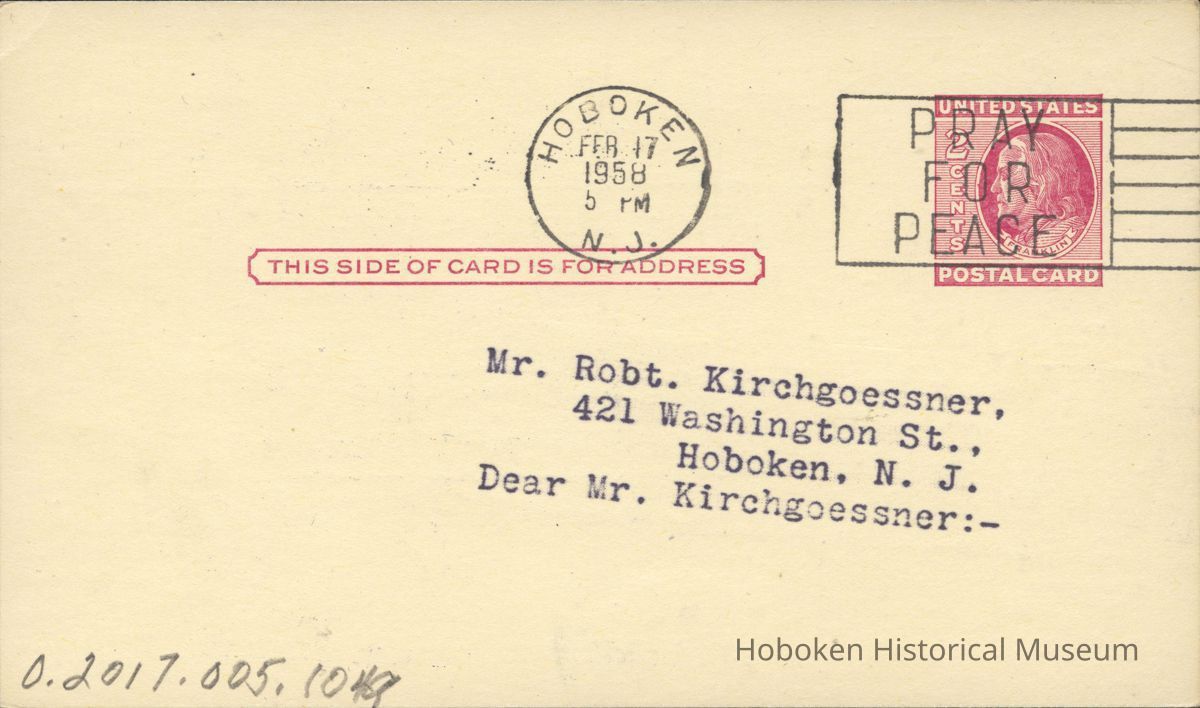 HOBOKEN
FEB 17
1958
5 PM
N.J.
PRAY
FOR
PEACE
UNITED STATES
2 CENTS
FRANKLIN
POSTAL CARD
THIS SIDE OF CARD IS FOR ADDRESS
Mr. Robt. Kirchgoessner,
421 Washington St.,
Hoboken, N. J.
Dear Mr. Kirchgoessner:-
Hoboken Historical Museum